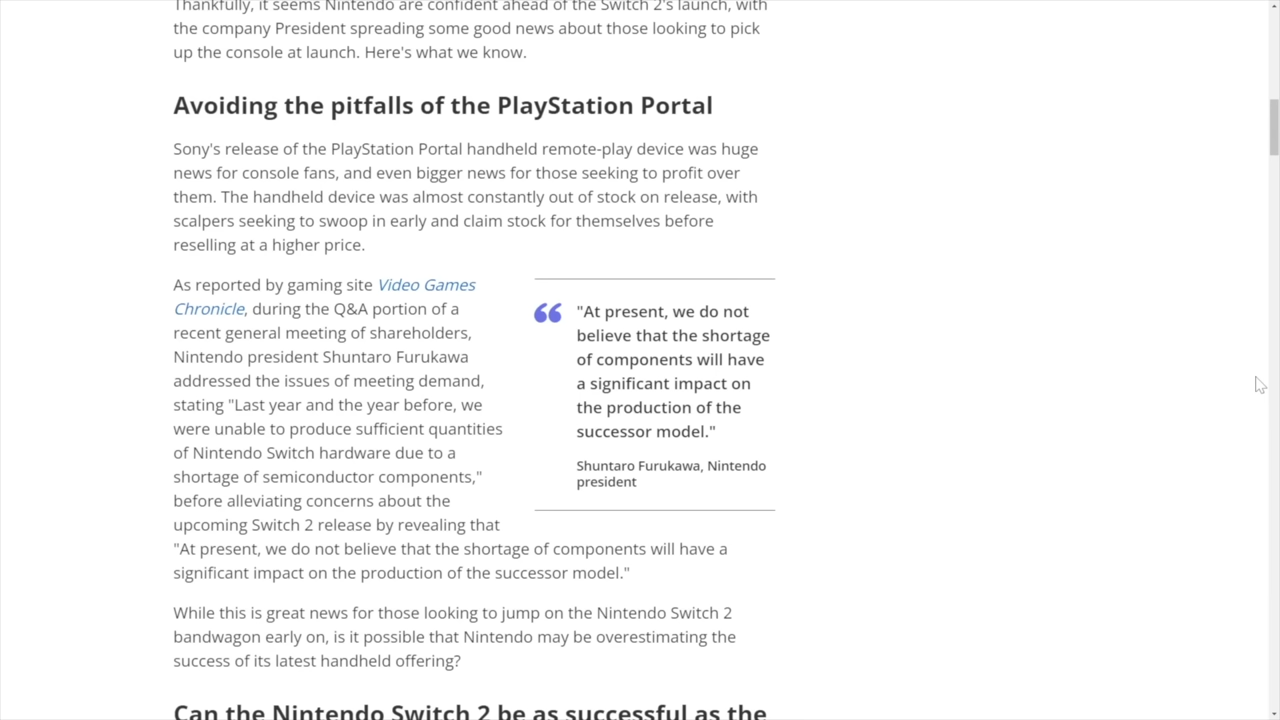 Thankfully, it seems Nintendo are confident ahead of the Switch 2's launch, with
the company President spreading some good news about those looking to pick
up the console at launch. Here's what we know.
Avoiding the pitfalls of the PlayStation Portal
Sony's release of the PlayStation Portal handheld remote-play device was huge
news for console fans, and even bigger news for those seeking to profit over
them. The handheld device was almost constantly out of stock on release, with
scalpers seeking to swoop in early and claim stock for themselves before
reselling at a higher price.
As reported by gaming site Video Games
Chronicle, during the Q&A portion of a
recent general meeting of shareholders,
Nintendo president Shuntaro Furukawa
addressed the issues of meeting demand,
stating "Last year and the year before, we
were unable to produce sufficient quantities
of Nintendo Switch hardware due to a
shortage of semiconductor components,"
before alleviating concerns about the
upcoming Switch 2 release by revealing that
"At present, we do not believe that the shortage of components will have a
significant impact on the production of the successor model."
"At present, we do not
believe that the shortage
of components will have
a significant impact on
the production of the
successor model."
Shuntaro Furukawa, Nintendo
president
While this is great news for those looking to jump on the Nintendo Switch 2
bandwagon early on, is it possible that Nintendo may be overestimating the
success of its latest handheld offering?
Can the Nintendo Switch 2 be as successful as the